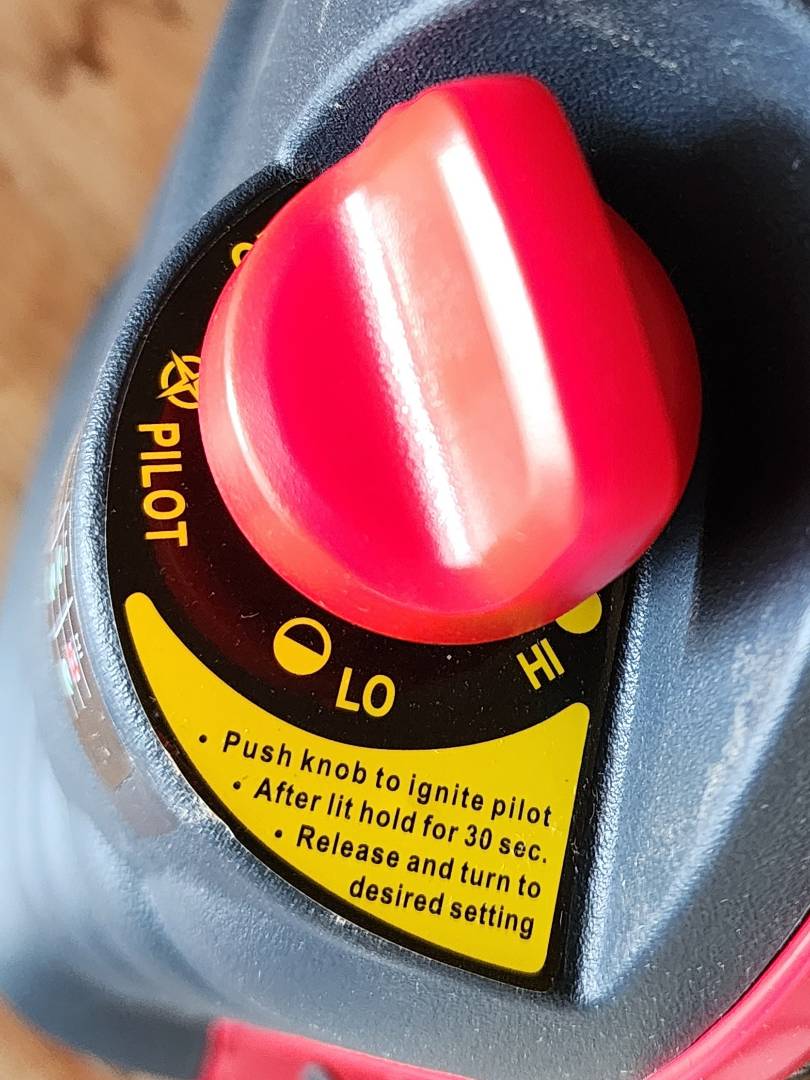 PILOT
LO
HI
• Push knob to ignite pilot
• After lit hold for 30 sec.
• Release and turn to
desired setting